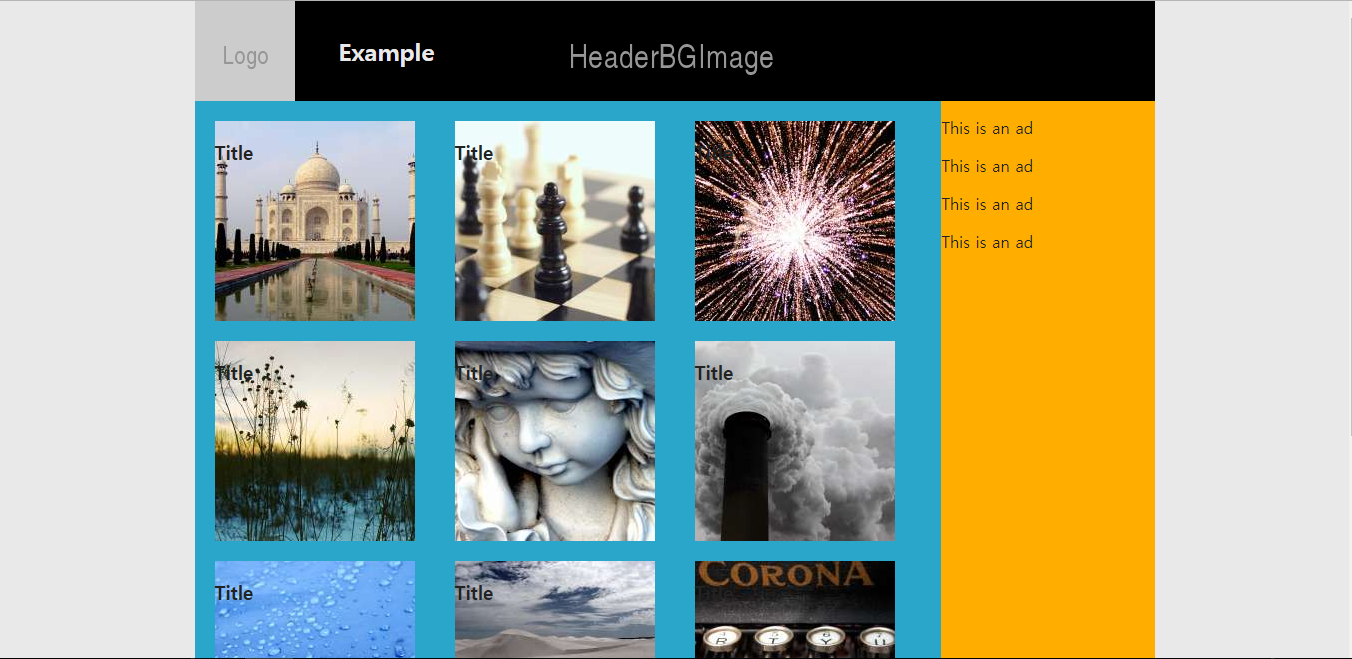 Logo
Example
HeaderBGImage
Title
Title
This is an ad
This is an ad
This is an ad
This is an ad
Title
Title
Title
Title
Title
CORONA
R
T
Y
U